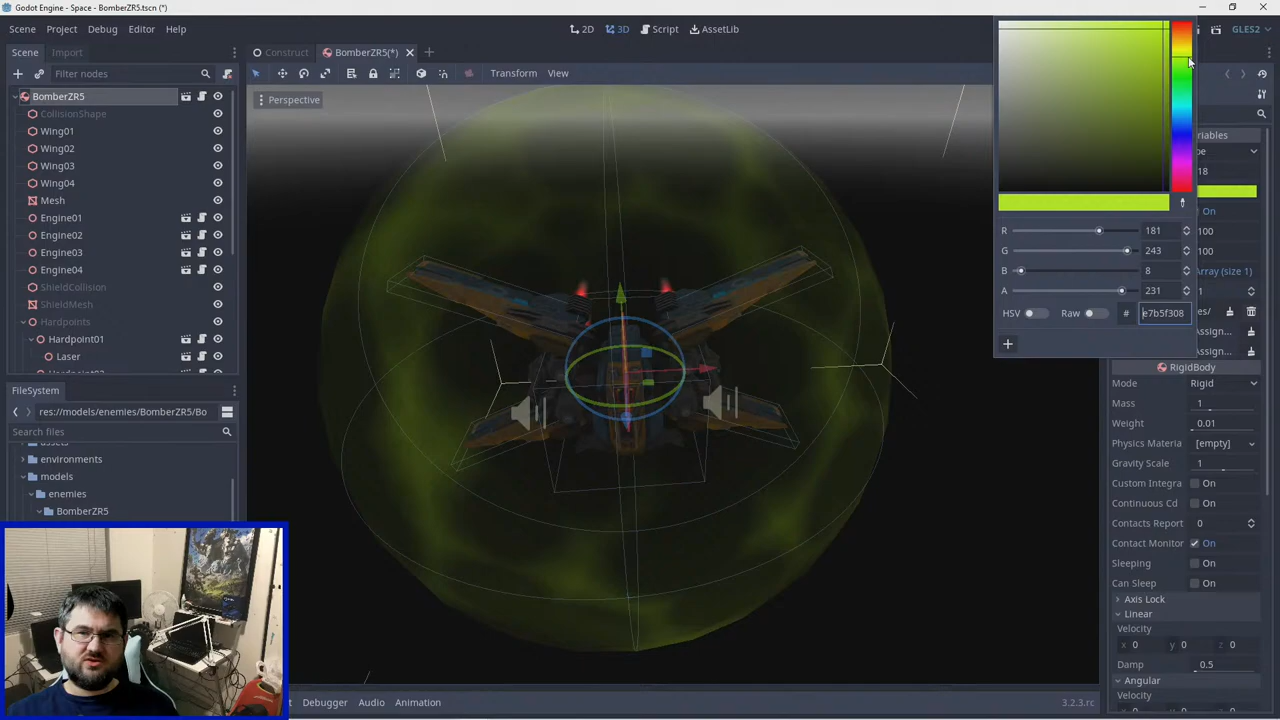 Godot Engine - Space - BomberZR5.tscn (*)
Scene Project Debug Editor Help
2D 3D Script AssetLib
GLES2
Scene Import
Construct BomberZR5(*)
Filter nodes
Transform View
BomberZR5
Perspective
CollisionShape
Wing01
Wing02
Wing03
Wing04
Mesh
Engine01
Engine02
Engine03
Engine04
ShieldCollision
ShieldMesh
Hardpoints
Hardpoint01
Laser
FileSystem
res://models/enemies/BomberZR5/Bo
Search files
environments
models
enemies
BomberZR5
R 181
G 243
B 8
A 231
HSV Raw # e7b5f308
18
On
100
100
Array (size 1)
1
Assign...
Assign...
RigidBody
Mode Rigid
Mass 1
Weight 0.01
Physics Materia [empty]
Gravity Scale 1
Custom Integra On
Continuous Cd On
Contacts Report 0
Contact Monitor On
Sleeping On
Can Sleep On
Axis Lock
Linear
Velocity
x 0 y 0 z 0
Damp 0.5
Angular
Velocity
Debugger Audio Animation
3.2.3.rc